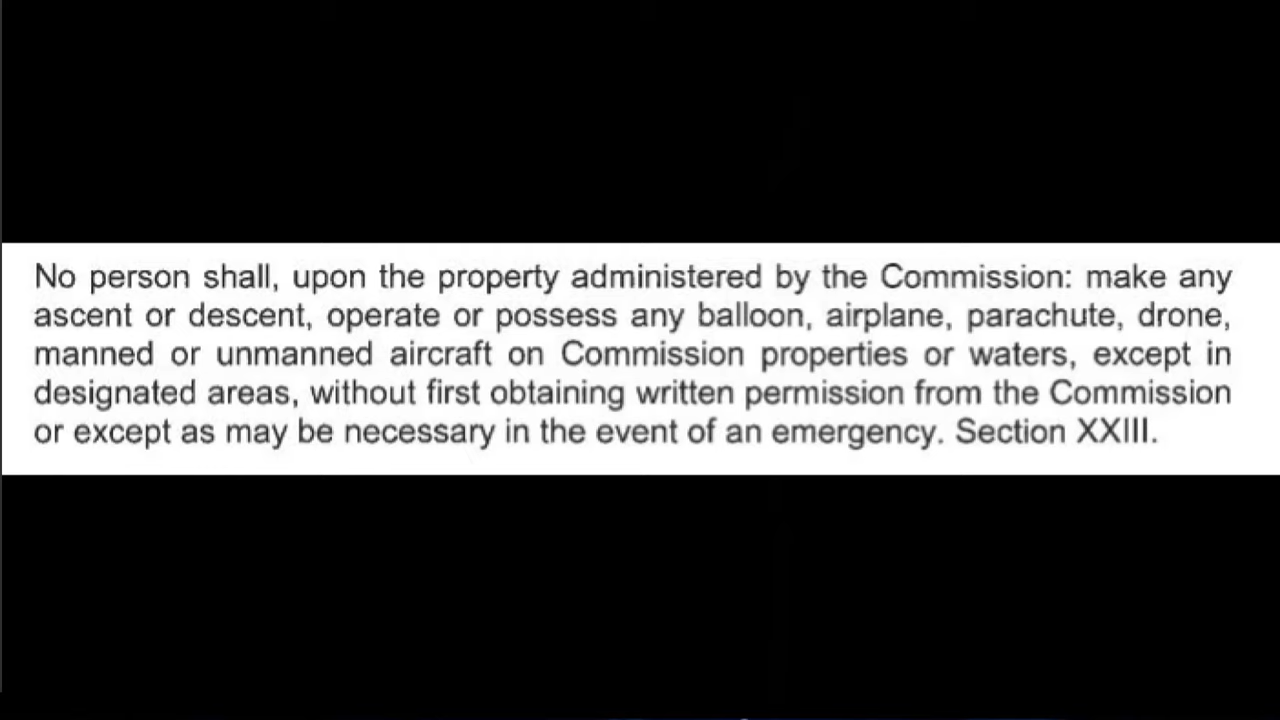 No person shall, upon the property administered by the Commission: make any
ascent or descent, operate or possess any balloon, airplane, parachute, drone,
manned or unmanned aircraft on Commission properties or waters, except in
designated areas, without first obtaining written permission from the Commission
or except as may be necessary in the event of an emergency. Section XXIII.